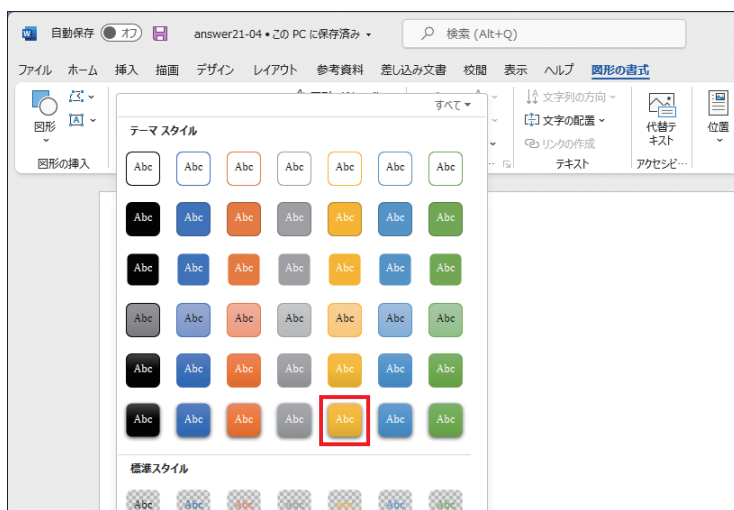 自動保存 オフ answer21-04 • この PC に保存済み 検索 (Alt+Q)
ファイル ホーム 挿入 描画 デザイン レイアウト 参考資料 差し込み文書 校閲 表示 ヘルプ 図形の書式
すべて
文字列の方向
図形
文字の配置
代替テキスト
位置
リンクの作成
図形の挿入
テキスト
アクセシビ…
テーマ スタイル
Abc Abc Abc Abc Abc Abc Abc
Abc Abc Abc Abc Abc Abc Abc
Abc Abc Abc Abc Abc Abc Abc
Abc Abc Abc Abc Abc Abc Abc
Abc Abc Abc Abc Abc Abc Abc
Abc Abc Abc Abc Abc Abc Abc
標準スタイル
Abc Abc Abc Abc Abc Abc Abc